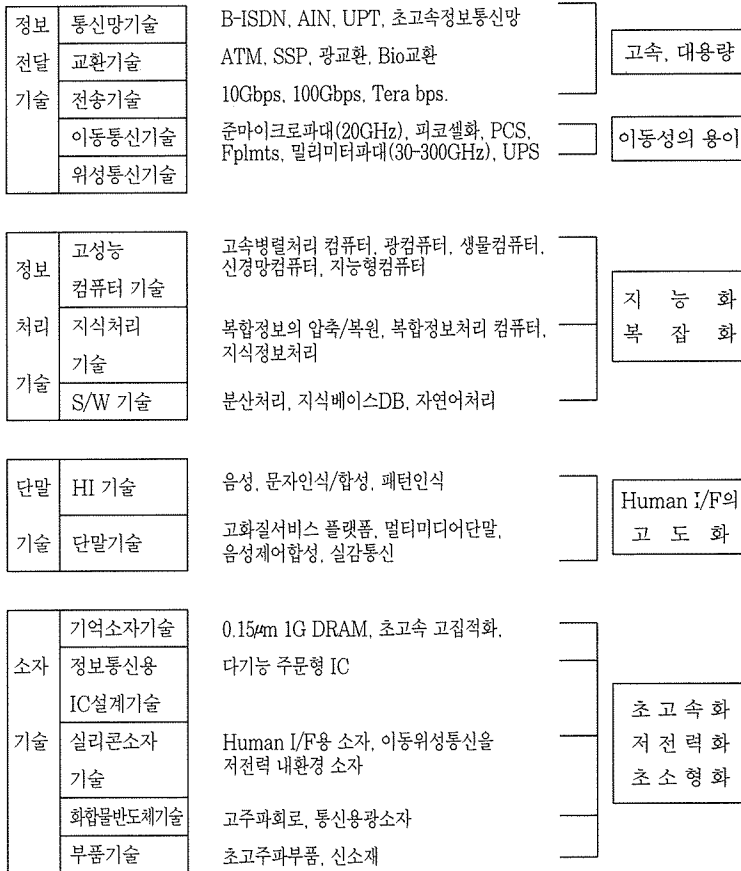 정보 통신망기술 B-ISDN, AIN, UPT, 초고속정보통신망
전달 교환기술 ATM, SSP, 광교환, Bio교환 고속, 대용량
기술 전송기술 10Gbps, 100Gbps, Tera bps.
이동통신기술 준마이크로파대(20GHz), 피코셀화, PCS, 이동성의 용이
Fplmts, 밀리미터파대(30-300GHz), UPS
위성통신기술
정보 고성능 고속병렬처리 컴퓨터, 광컴퓨터, 생물컴퓨터,
컴퓨터 기술 신경망컴퓨터, 지능형컴퓨터
지 능 화
처리 지식처리 복합정보의 압축/복원, 복합정보처리 컴퓨터, 복 잡 화
기술 지식정보처리
기술 S/W 기술 분산처리, 지식베이스DB, 자연어처리
단말 HI 기술 음성, 문자인식/합성, 패턴인식
Human I/F의
기술 단말기술 고화질서비스 플랫폼, 멀티미디어단말, 고 도 화
음성제어합성, 실감통신
기억소자기술 0.15μm 1G DRAM, 초고속 고집적화,
소자 정보통신용 다기능 주문형 IC
IC설계기술
초 고 속 화
기술 실리콘소자 Human I/F용 소자, 이동위성통신을 저 전 력 화
기술 저전력 내환경 소자 초 소 형 화
화합물반도체기술 고주파회로, 통신용광소자
부품기술 초고주파부품, 신소재